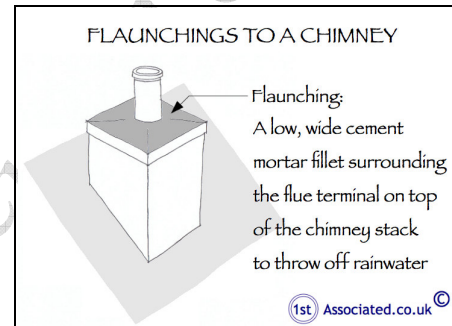 FLAUNCHINGS TO A CHIMNEY
Flaunching:
A low, wide cement
mortar fillet surrounding
the flue terminal on top
of the chimney stack
to throw off rainwater
1st Associated.co.uk ©